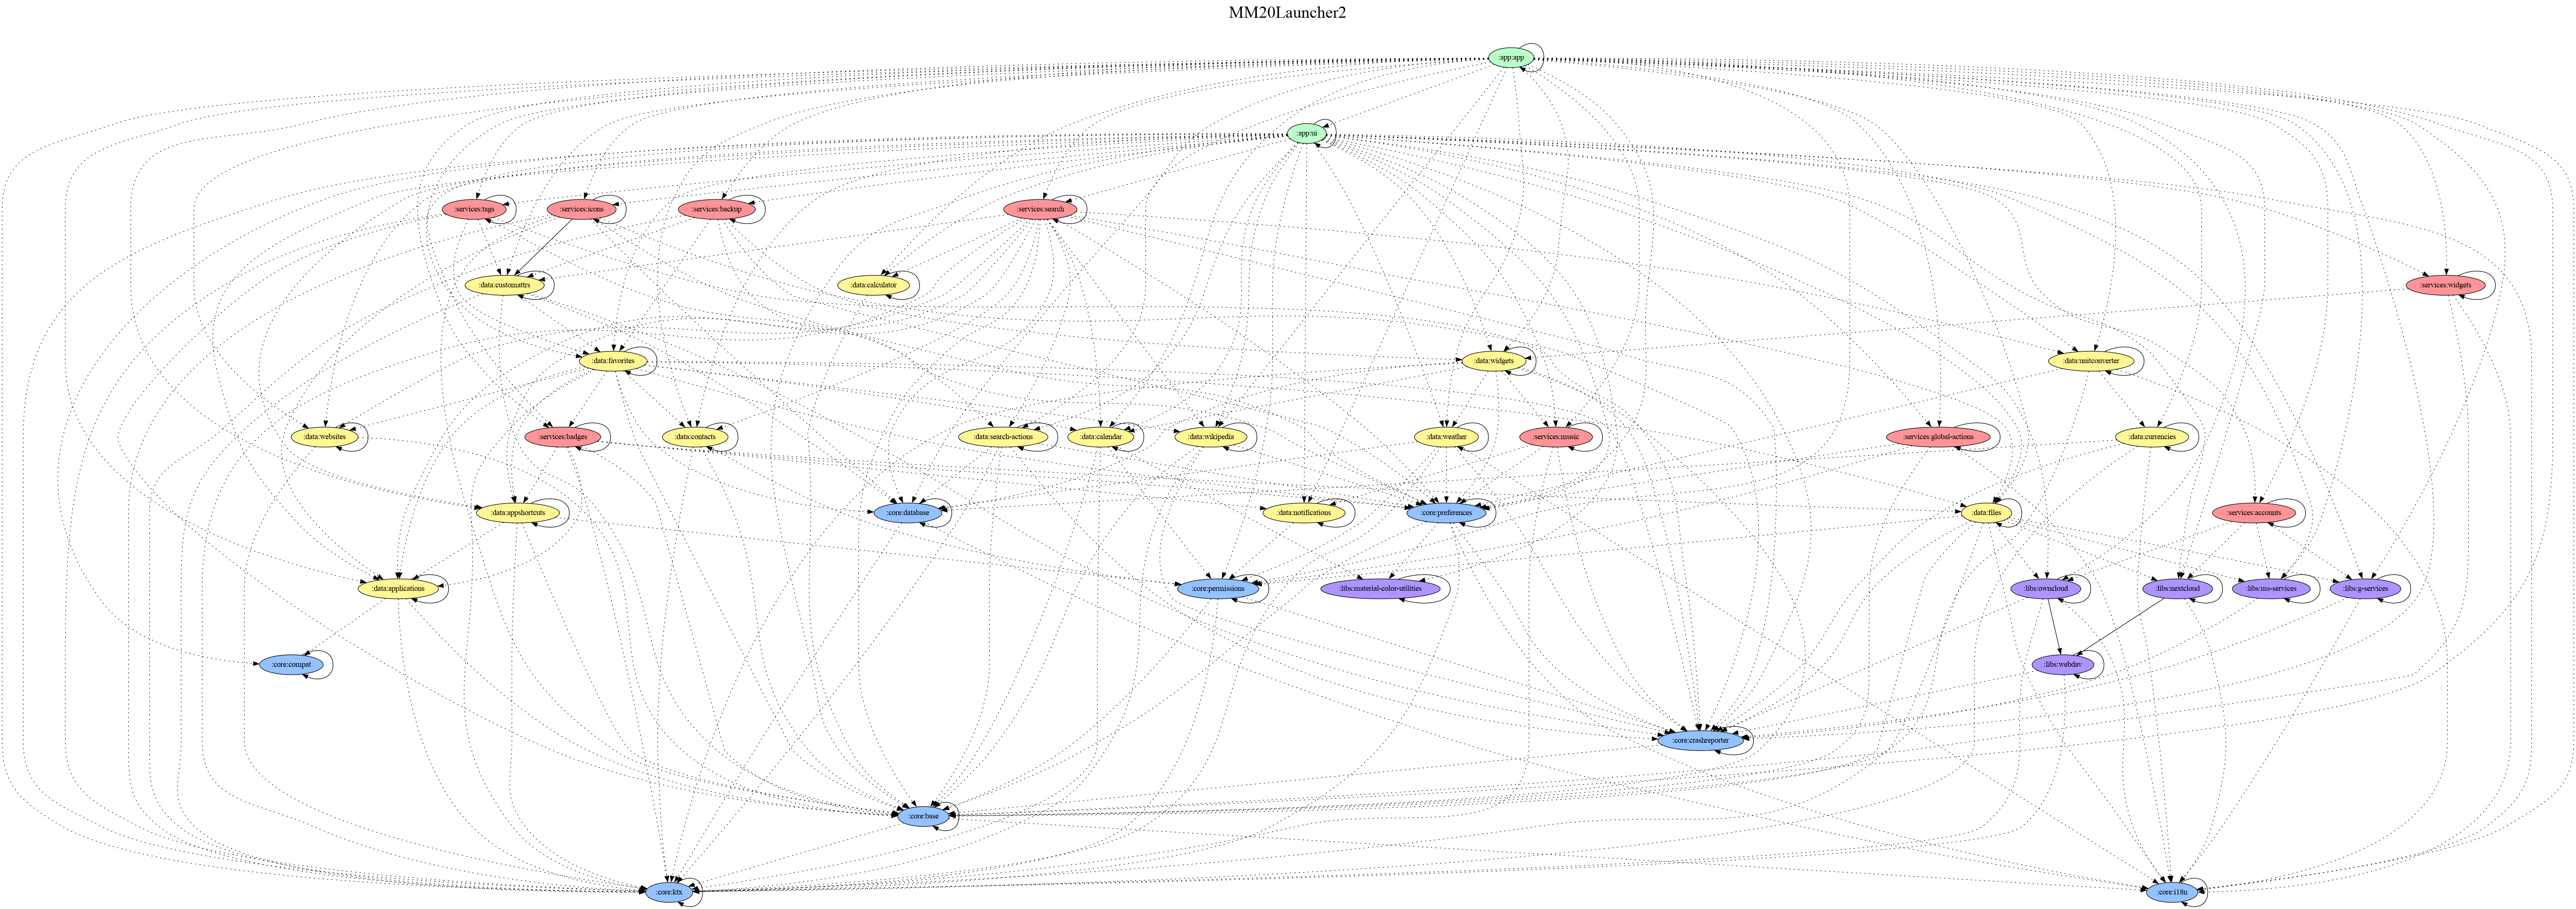 MM20Launcher2
:app:app
:app:ui
:services:tags
:services:icons
:services:backup
:services:search
:data:customattrs
:data:calculator
:services:widgets
:data:favorites
:data:widgets
:data:unitconverter
:data:websites
:services:badges
:data:contacts
:data:search-actions
:data:calendar
:data:wikipedia
:data:weather
:services:music
:services:global-actions
:data:currencies
:data:appshortcuts
:core:database
:data:notifications
:core:preferences
:data:files
:services:accounts
:data:applications
:core:permissions
:libs:material-color-utilities
:libs:owncloud
:libs:nextcloud
:libs:ms-services
:libs:g-services
:core:compat
:libs:webdav
:core:crashreporter
:core:base
:core:ktx
:core:i18n